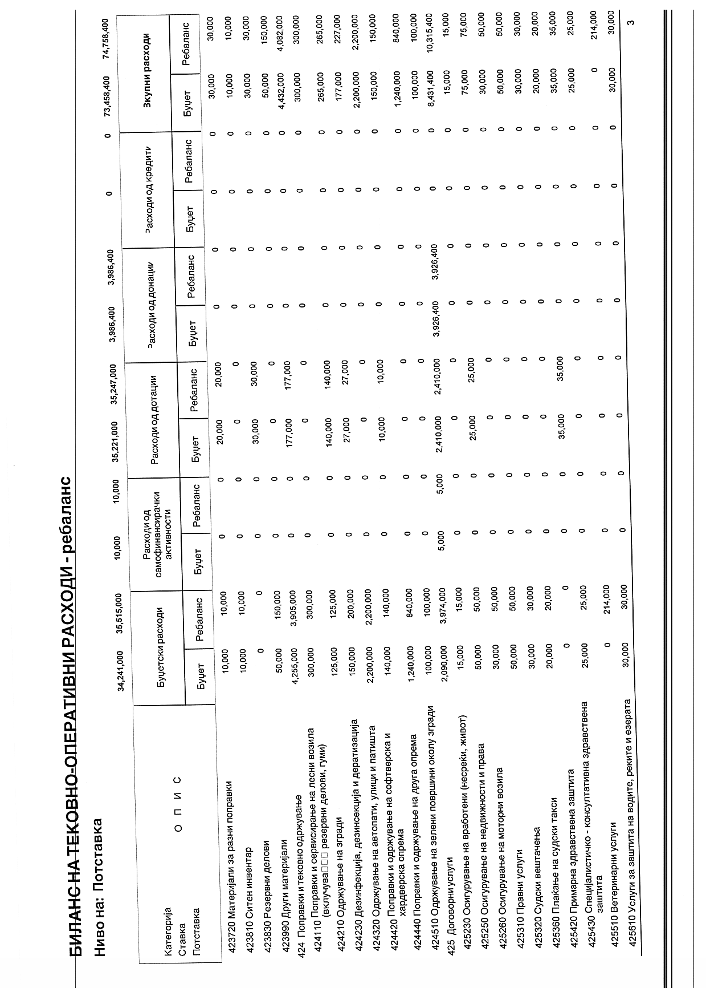 БИЛАНС НА ТЕКОВНО-ОПЕРАТИВНИ РАСХОДИ - ребаланс
Ниво на: Потставка
34,241,000 35,515,000 10,000 10,000 35,221,000 35,247,000 3,986,400 3,986,400 0 0 73,458,400 74,758,400
Категорија
Ставка
Потставка
О П И С
Буџетски расходи
Расходи од
самофинансирачки
активности
Расходи од дотации
Расходи од донации
Расходи од кредити
Вкупни расходи
Буџет Ребаланс Буџет Ребаланс Буџет Ребаланс Буџет Ребаланс Буџет Ребаланс Буџет Ребаланс
423720 Материјали за разни поправки 10,000 10,000 0 0 20,000 20,000 0 0 0 0 30,000 30,000
423810 Ситен инвентар 10,000 10,000 0 0 0 0 0 0 0 0 10,000 10,000
423830 Резервни делови 0 0 0 0 30,000 30,000 0 0 0 0 30,000 30,000
423990 Други материјали 50,000 150,000 0 0 0 0 0 0 0 0 50,000 150,000
424 Поправки и тековно одржување 4,255,000 3,905,000 0 0 177,000 177,000 0 0 0 0 4,432,000 4,082,000
424110 Поправки и сервисирање на лесни возила 300,000 300,000 0 0 0 0 0 0 0 0 300,000 300,000
(вклучува□□□ резервни делови, гуми)
424210 Одржување на згради 125,000 125,000 0 0 140,000 140,000 0 0 0 0 265,000 265,000
424230 Дезинфекција, дезинсекција и дератизација 150,000 200,000 0 0 27,000 27,000 0 0 0 0 177,000 227,000
424320 Одржување на автопати, улици и патишта 2,200,000 2,200,000 0 0 0 0 0 0 0 0 2,200,000 2,200,000
424420 Поправки и одржување на софтверска и 140,000 140,000 0 0 10,000 10,000 0 0 0 0 150,000 150,000
хардверска опрема
424440 Поправки и одржување на друга опрема 1,240,000 840,000 0 0 0 0 0 0 0 0 1,240,000 840,000
424510 Одржување на зелени површини околу згради 100,000 100,000 0 0 0 0 0 0 0 0 100,000 100,000
425 Договорни услуги 2,090,000 3,974,000 5,000 5,000 2,410,000 2,410,000 3,926,400 3,926,400 0 0 8,431,400 10,315,400
425230 Осигурување на вработени (несреќи, живот) 15,000 15,000 0 0 0 0 0 0 0 0 15,000 15,000
425250 Осигурување на недвижности и права 50,000 50,000 0 0 25,000 25,000 0 0 0 0 75,000 75,000
425260 Осигурување на моторни возила 30,000 50,000 0 0 0 0 0 0 0 0 30,000 50,000
425310 Правни услуги 50,000 50,000 0 0 0 0 0 0 0 0 50,000 50,000
425320 Судски вештачења 30,000 30,000 0 0 0 0 0 0 0 0 30,000 30,000
425360 Плаќање на судски такси 20,000 20,000 0 0 0 0 0 0 0 0 20,000 20,000
425420 Примарна здравствена заштита 0 0 0 0 35,000 35,000 0 0 0 0 35,000 35,000
425430 Специјалистичко - консултативна здравствена 25,000 25,000 0 0 0 0 0 0 0 0 25,000 25,000
заштита
425510 Ветеринарни услуги 0 214,000 0 0 0 0 0 0 0 0 0 214,000
425610 Услуги за заштита на водите, реките и езерата 30,000 30,000 0 0 0 0 0 0 0 0 30,000 30,000
3